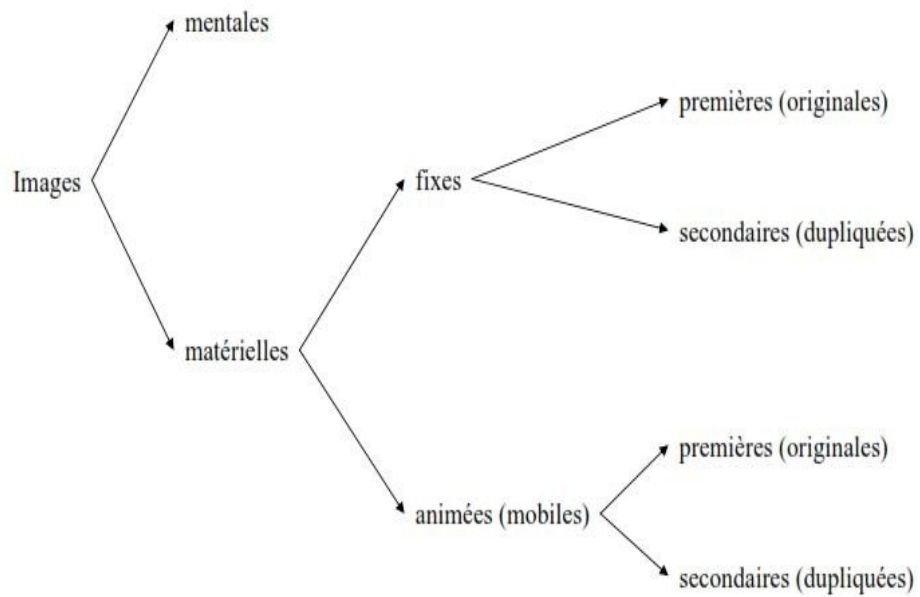 mentales
premières (originales)
Images
fixes
secondaires (dupliquées)
matérielles
premières (originales)
animées (mobiles)
secondaires (dupliquées)